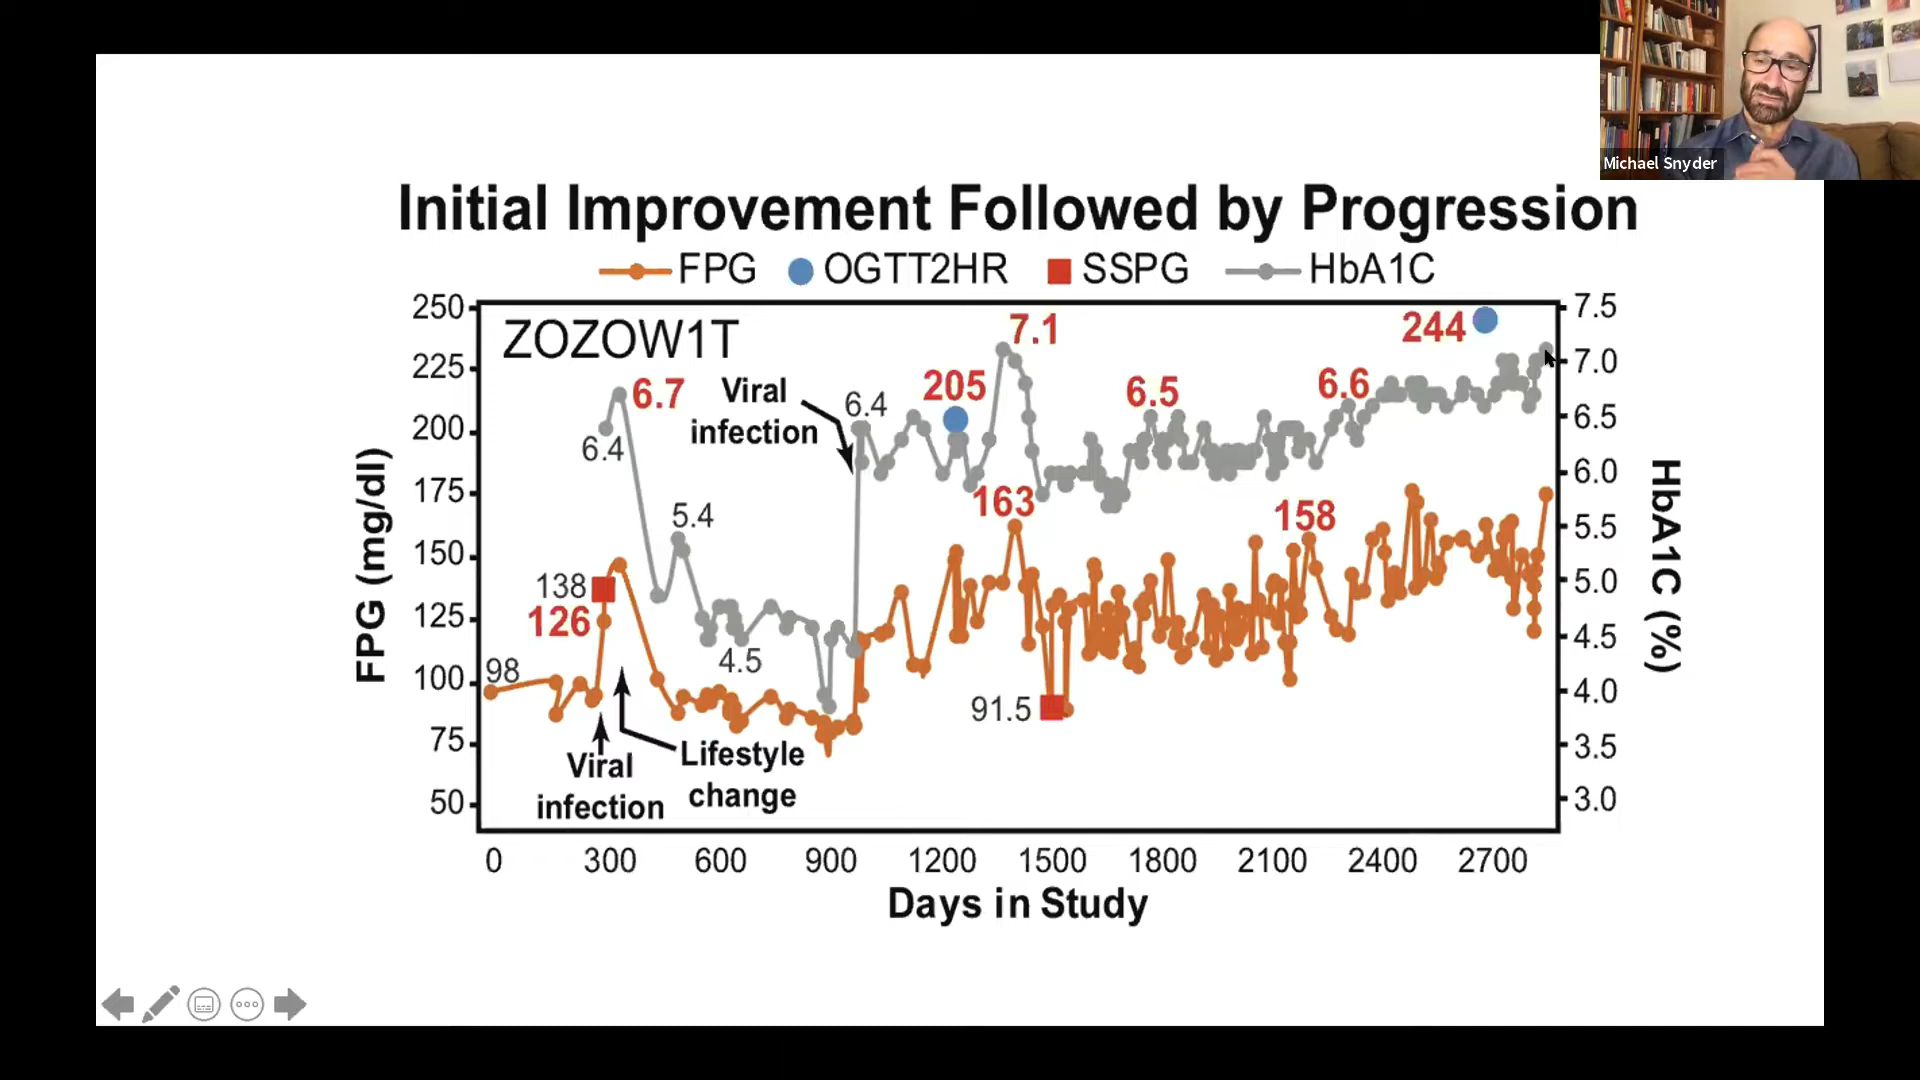 Michael Snyder
Initial Improvement Followed by Progression
FPG OGTT2HR SSPG HbA1C
ZOZOW1T
250
225
200
175
150
125
100
75
50
FPG (mg/dl)
7.5
7.0
6.5
6.0
5.5
5.0
4.5
4.0
3.5
3.0
HbA1C (%)
6.7
6.4
Viral
infection
6.4
205
7.1
6.5
6.6
244
5.4
4.5
138
126
98
163
158
91.5
Viral
infection
Lifestyle
change
0 300 600 900 1200 1500 1800 2100 2400 2700
Days in Study